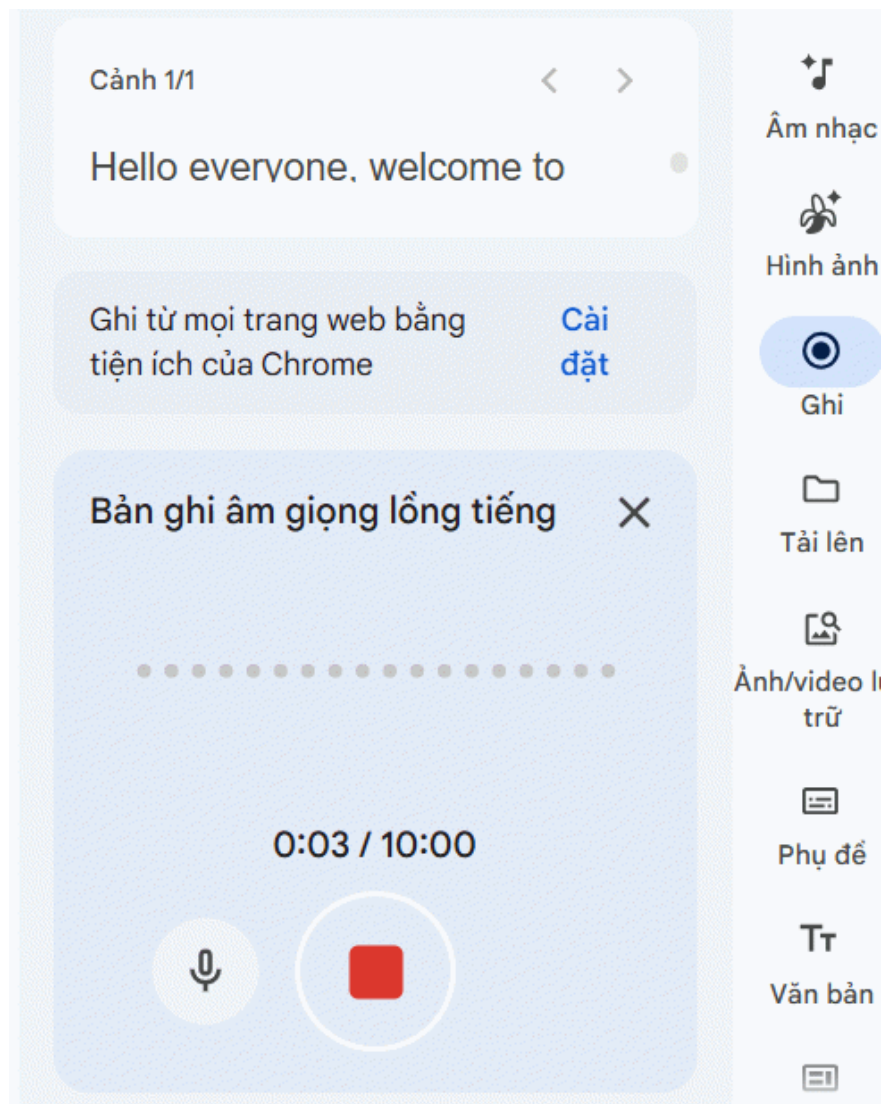 Cảnh 1/1
Hello everyone, welcome to
Ghi từ mọi trang web bằng
tiện ích của Chrome
Cài
đặt
Bản ghi âm giọng lồng tiếng
0:03 / 10:00
Âm nhạc
Hình ảnh
Ghi
Tải lên
Ảnh/video
trữ
Phụ đề
Tт
Văn bản